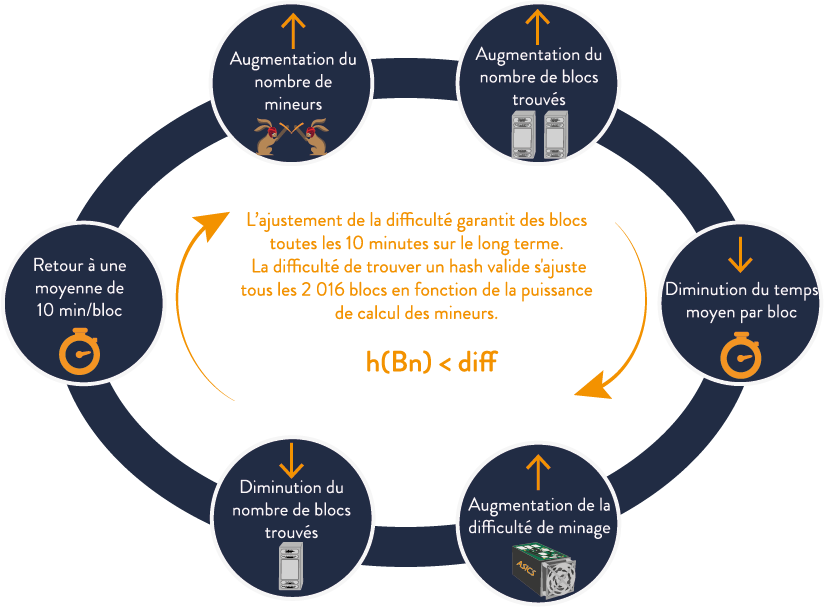 Augmentation du
nombre de
mineurs
Augmentation du
nombre de blocs
trouvés
Diminution du temps
moyen par bloc
Augmentation de la
difficulté de minage
ASICS
Diminution du
nombre de blocs
trouvés
Retour à une
moyenne de
10 min/bloc
L'ajustement de la difficulté garantit des blocs
toutes les 10 minutes sur le long terme.
La difficulté de trouver un hash valide s'ajuste
tous les 2 016 blocs en fonction de la puissance
de calcul des mineurs.
h(Bn) < diff